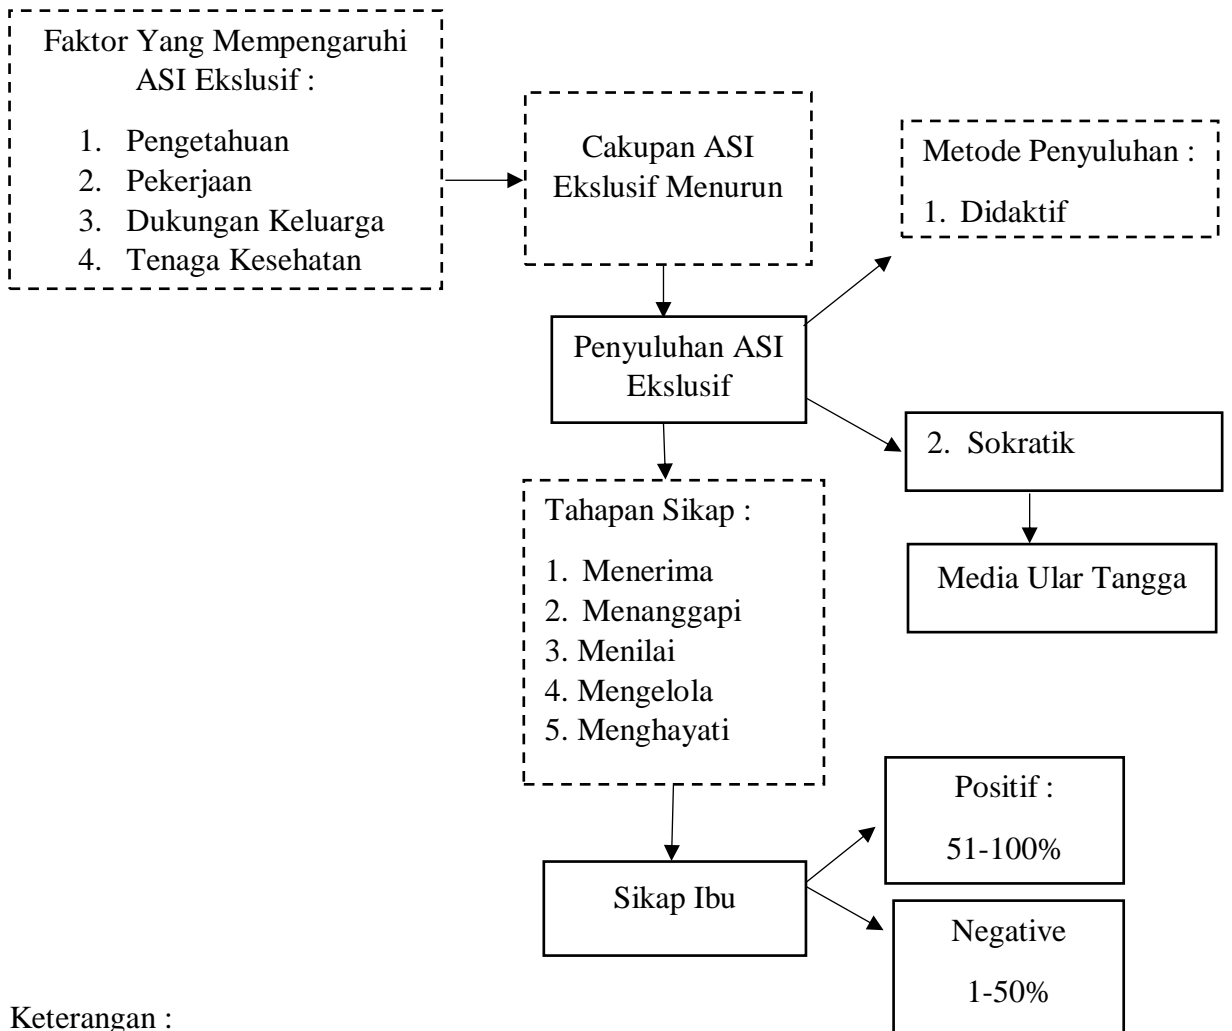 Faktor Yang Mempengaruhi
ASI Ekslusif :
1. Pengetahuan
2. Pekerjaan
3. Dukungan Keluarga
4. Tenaga Kesehatan
Cakupan ASI
Ekslusif Menurun
Metode Penyuluhan :
1. Didaktif
Penyuluhan ASI
Ekslusif
2. Sokratik
Media Ular Tangga
Tahapan Sikap :
1. Menerima
2. Menanggapi
3. Menilai
4. Mengelola
5. Menghayati
Sikap Ibu
Positif :
51-100%
Negative
1-50%
Keterangan :